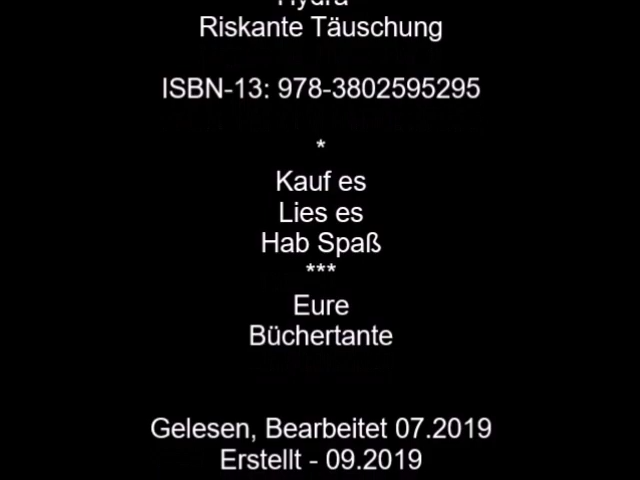 Hydra
Riskante Täuschung
ISBN-13: 978-3802595295
*
Kauf es
Lies es
Hab Spaß
***
Eure
Büchertante
Gelesen, Bearbeitet 07.2019
Erstellt - 09.2019